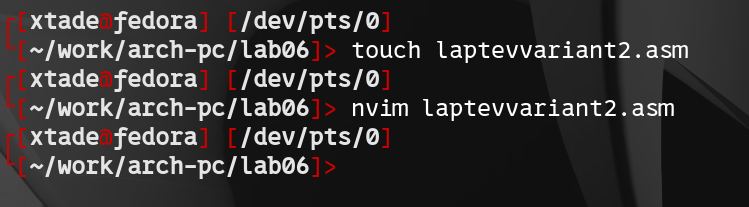 ┌[xtade@fedora] [/dev/pts/0]
└[~/work/arch-pc/lab06]> touch laptevvariant2.asm
┌[xtade@fedora] [/dev/pts/0]
└[~/work/arch-pc/lab06]> nvim laptevvariant2.asm
┌[xtade@fedora] [/dev/pts/0]
└[~/work/arch-pc/lab06]>